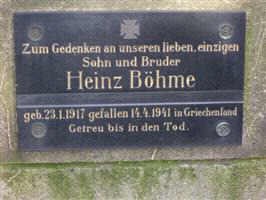 Zum Gedenken an unseren lieben, einzigen
Sohn und Bruder
Heinz Böhme
geb. 23.1.1917 gefallen 14.4.1941 in Griechenland
Getreu bis in den Tod.